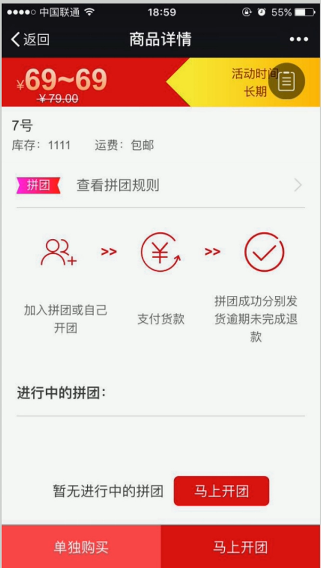 中国联通 18:59 55%
返回 商品详情
¥69~69 活动时间
¥79.00 长期
7号
库存：1111 运费：包邮
拼团 查看拼团规则
>> ¥ >>
加入拼团或自己开团
支付货款
拼团成功分别发货逾期未完成退款
进行中的拼团：
暂无进行中的拼团 马上开团
单独购买 马上开团